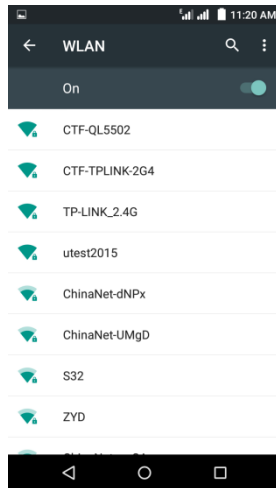 11:20 AM
WLAN
On
CTF-QL5502
CTF-TPLINK-2G4
TP-LINK_2.4G
utest2015
ChinaNet-dNPx
ChinaNet-UMgD
S32
ZYD